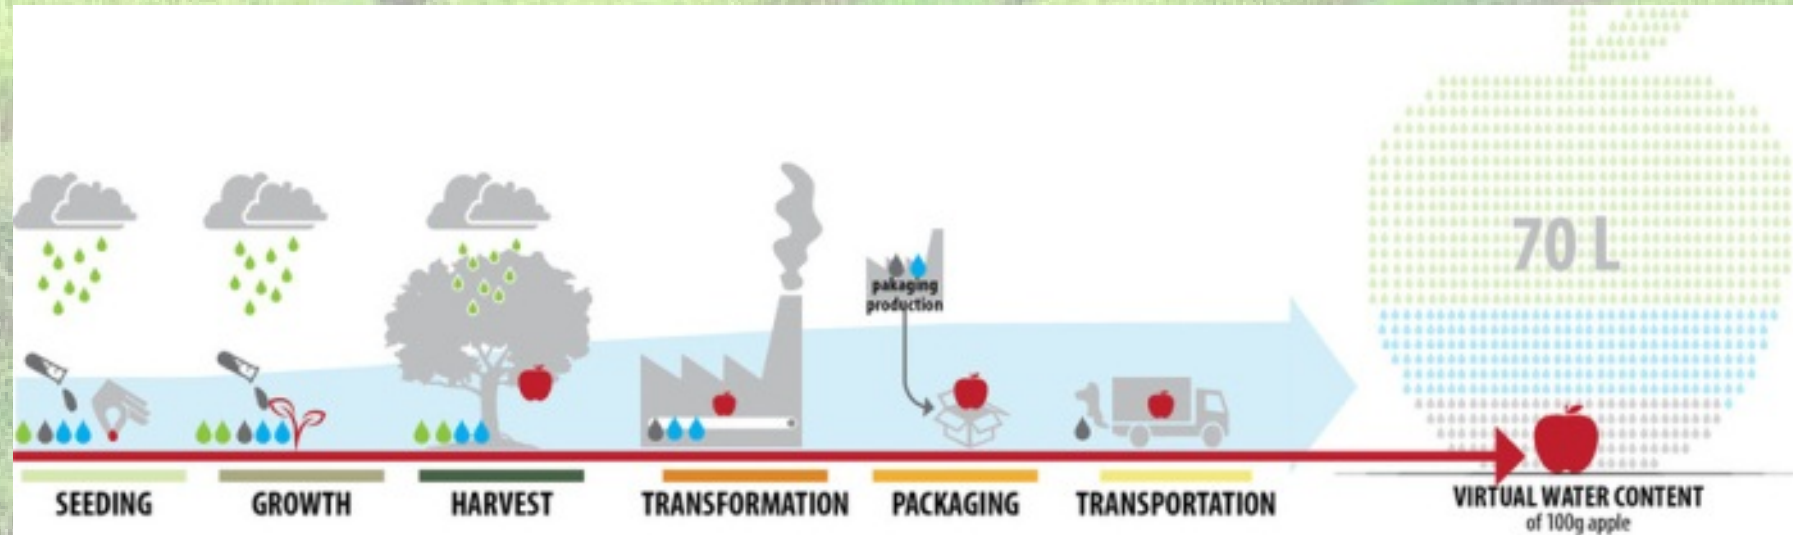 70 L
pakaging
production
SEEDING
GROWTH
HARVEST
TRANSFORMATION
PACKAGING
TRANSPORTATION
VIRTUAL WATER CONTENT
of 100g apple